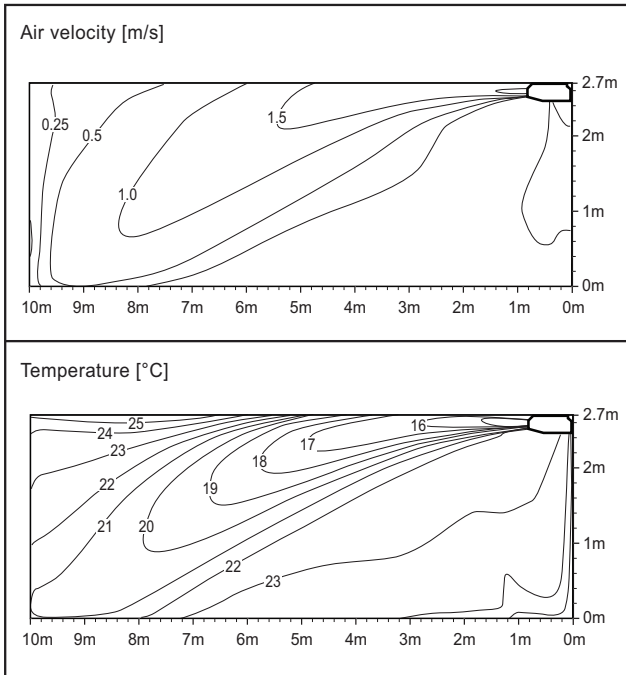 Air velocity [m/s]
2.7m
0.25
0.5
1.5
2m
1.0
1m
0m
10m 9m 8m 7m 6m 5m 4m 3m 2m 1m 0m
Temperature [°C]
2.7m
25
16
24
17
23
18
2m
22
19
21
20
1m
22
23
0m
10m 9m 8m 7m 6m 5m 4m 3m 2m 1m 0m